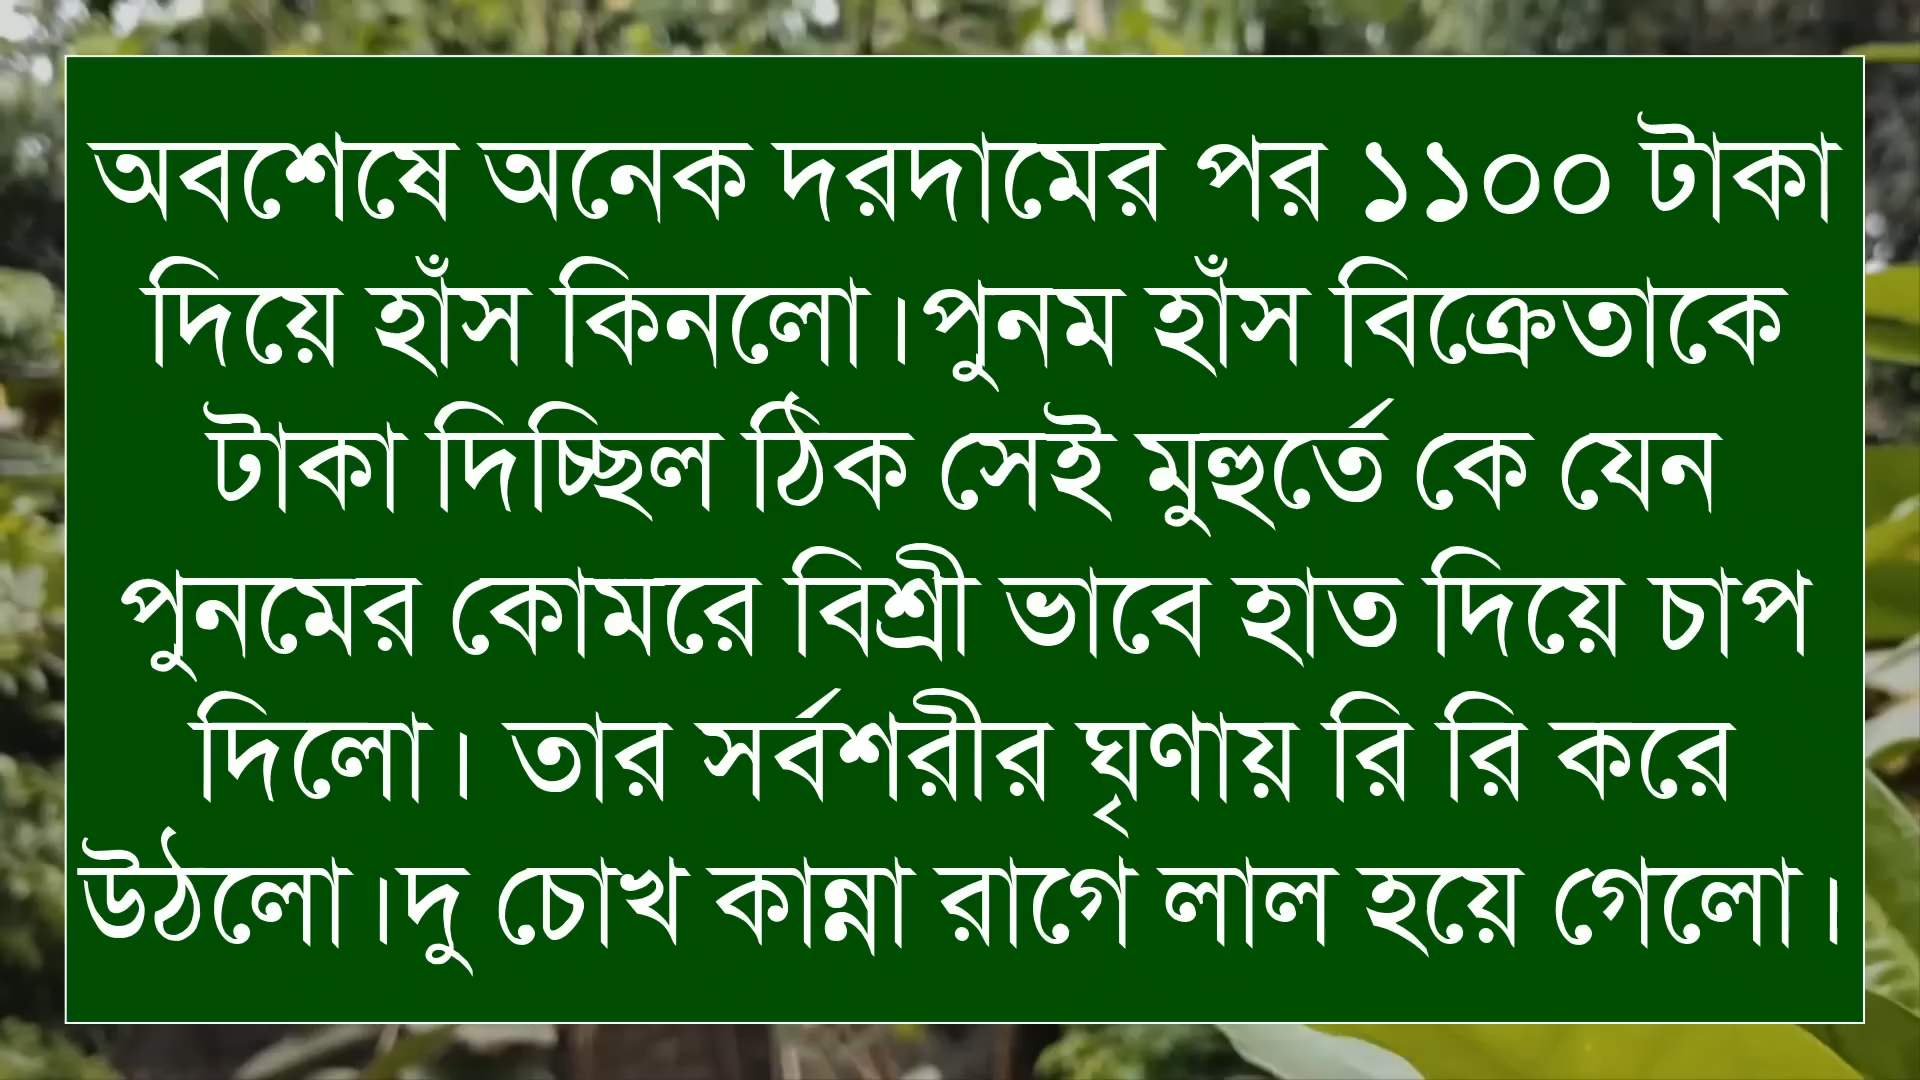 অবশেষে অনেক দরদামের পর ১১০০ টাকা
দিয়ে হাঁস কিনলো।পুনম হাঁস বিক্রেতাকে
টাকা দিচ্ছিল ঠিক সেই মুহুর্তে কে যেন
পুনমের কোমরে বিশ্রী ভাবে হাত দিয়ে চাপ
দিলো। তার সর্বশরীর ঘৃণায় রি রি করে
উঠলো।দু চোখ কান্না রাগে লাল হয়ে গেলো।